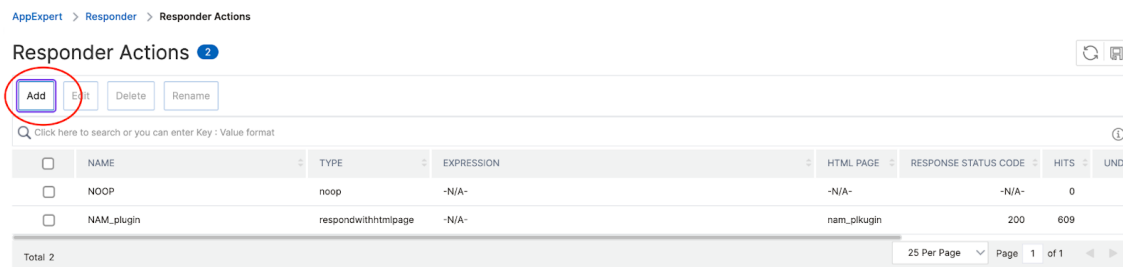 AppExpert > Responder > Responder Actions
Responder Actions 2
Add Edit Delete Rename
Click here to search or you can enter Key : Value format
NAME TYPE EXPRESSION HTML PAGE RESPONSE STATUS CODE HITS UND
NOOP noop -N/A- -N/A- -N/A- 0
NAM_plugin respondwithhtmlpage -N/A- nam_plkugin 200 609
Total 2 25 Per Page Page 1 of 1